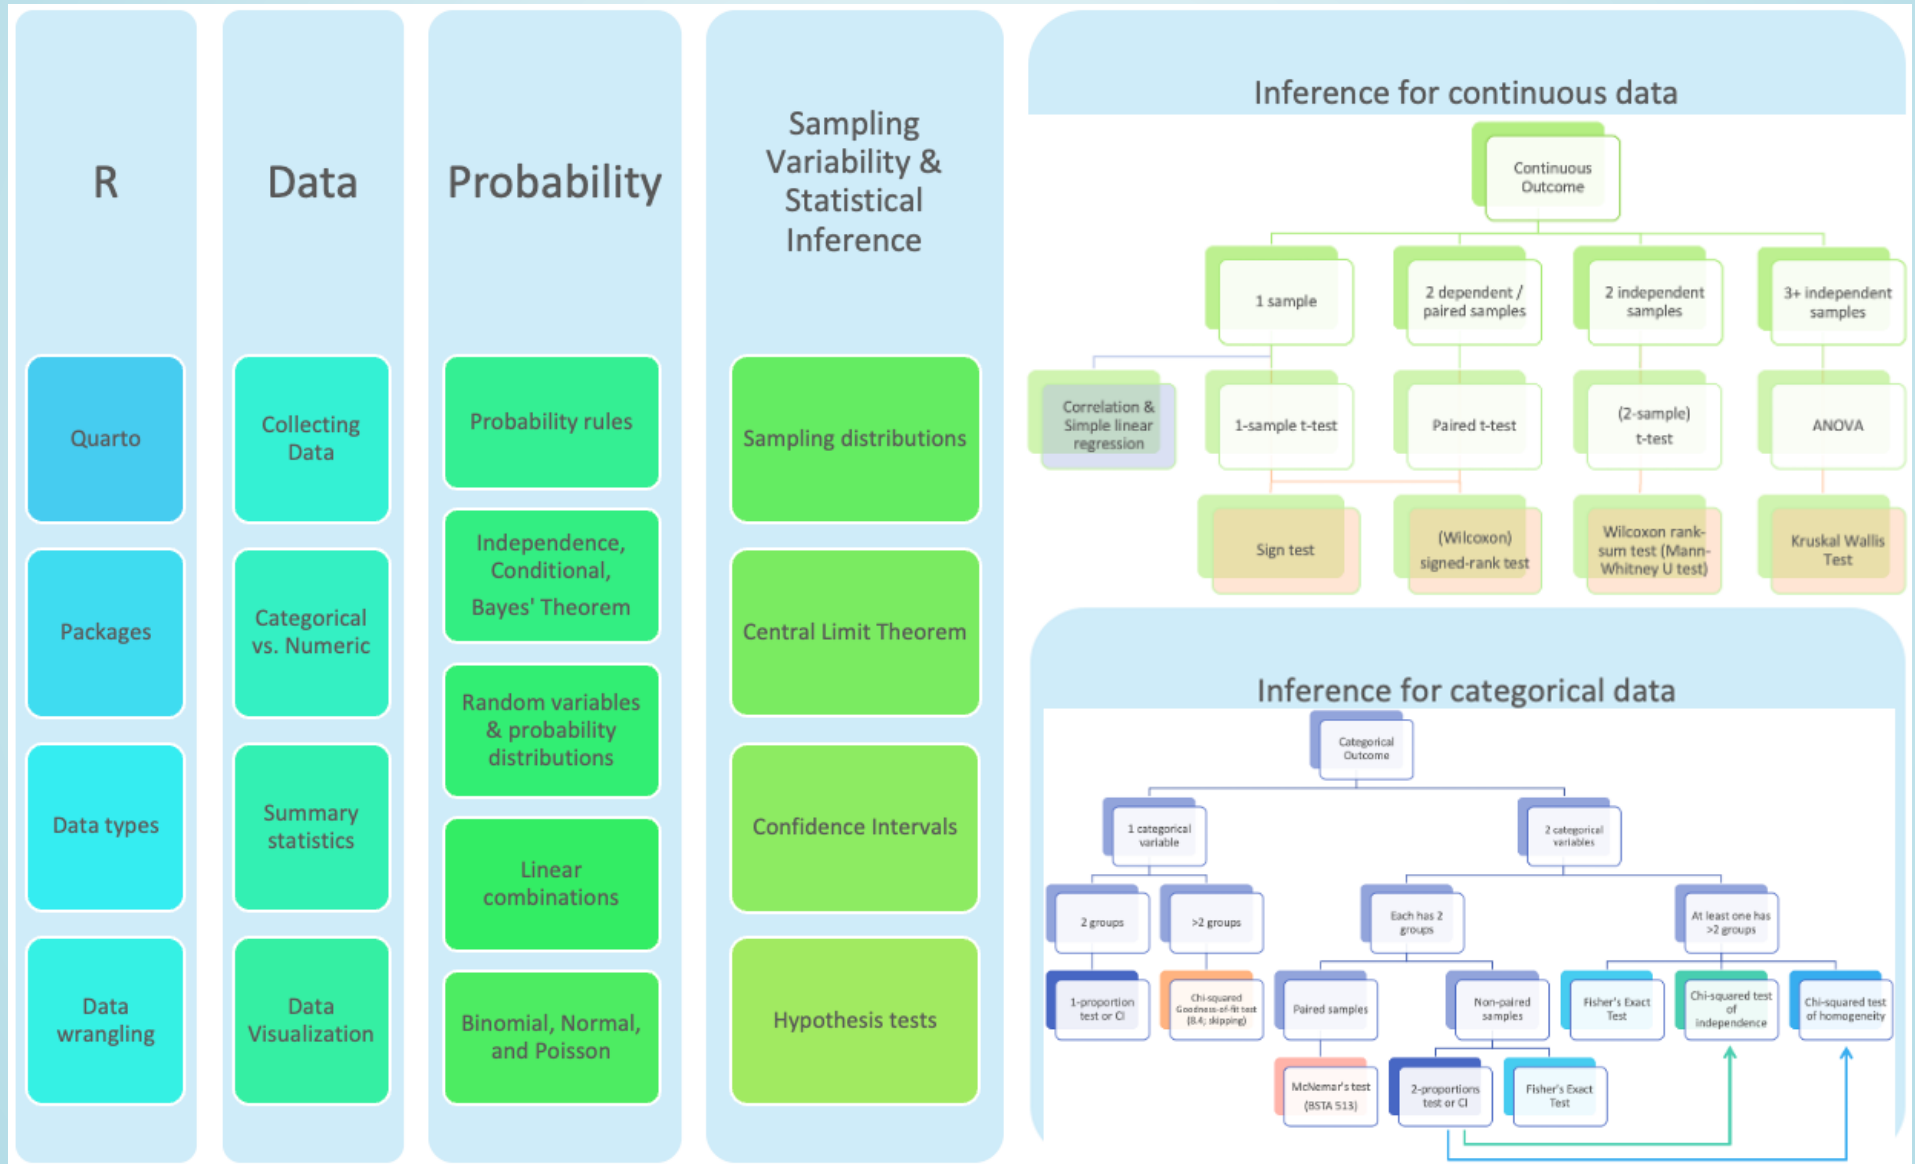 R
Quarto
Packages
Data types
Data
wrangling
Data
Collecting
Data
Categorical
vs. Numeric
Summary
statistics
Data
Visualization
Probability
Probability rules
Independence,
Conditional,
Bayes' Theorem
Random variables
& probability
distributions
Linear
combinations
Binomial, Normal,
and Poisson
Sampling
Variability &
Statistical
Inference
Sampling distributions
Central Limit Theorem
Confidence Intervals
Hypothesis tests
Inference for continuous data
Continuous
Outcome
1 sample
2 dependent /
paired samples
2 independent
samples
3+ independent
samples
Correlation &
Simple linear
regression
1-sample t-test
Paired t-test
(2-sample)
t-test
ANOVA
Sign test
(Wilcoxon)
signed-rank test
Wilcoxon rank-
sum test (Mann-
Whitney U test)
Kruskal Wallis
Test
Inference for categorical data
Categorical
Outcome
1 categorical
variable
2 categorical
variables
2 groups
>2 groups
Each has 2
groups
At least one has
>2 groups
1-proportion
test or CI
Chi-squared
Goodness-of-fit test
(8.4; skipping)
Paired samples
Non-paired
samples
Fisher's Exact
Test
Chi-squared test
of
independence
Chi-squared test
of homogeneity
McNemar's test
(BSTA 513)
2-proportions
test or CI
Fisher's Exact
Test